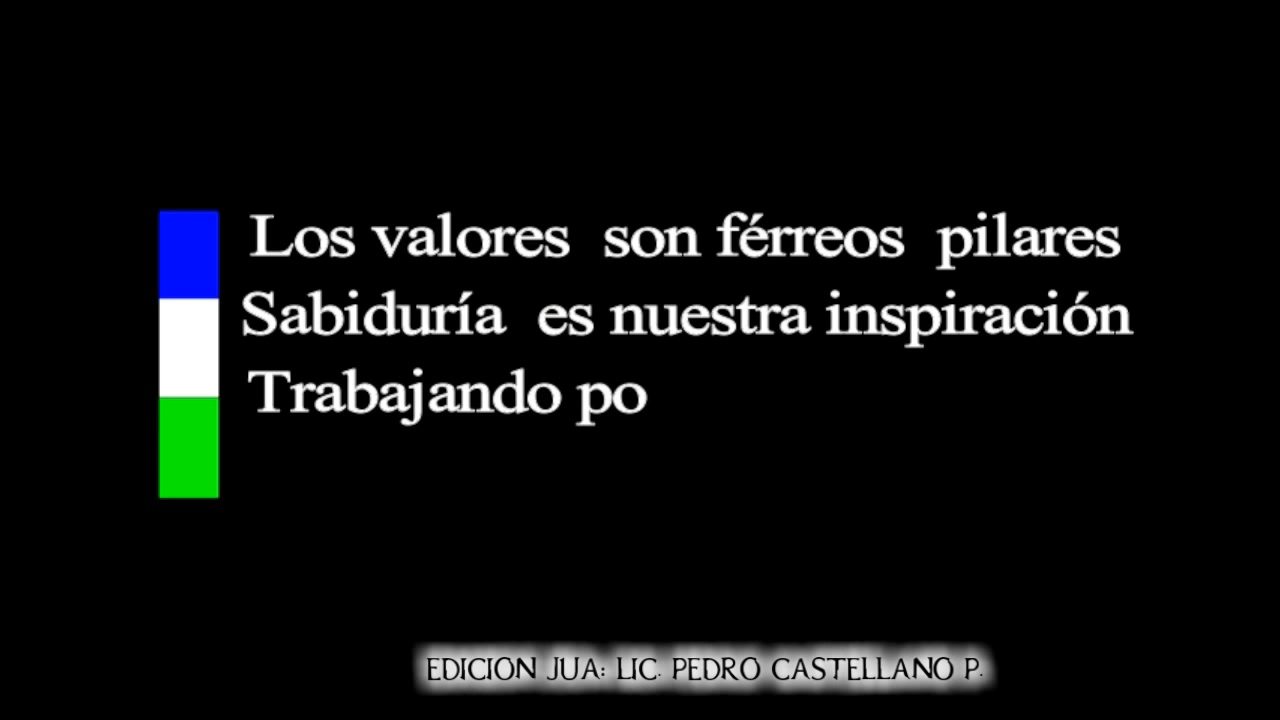 Los valores son férreos pilares
Sabiduría es nuestra inspiración
Trabajando po
EDICION JUA: LIC. PEDRO CASTELLANO P.